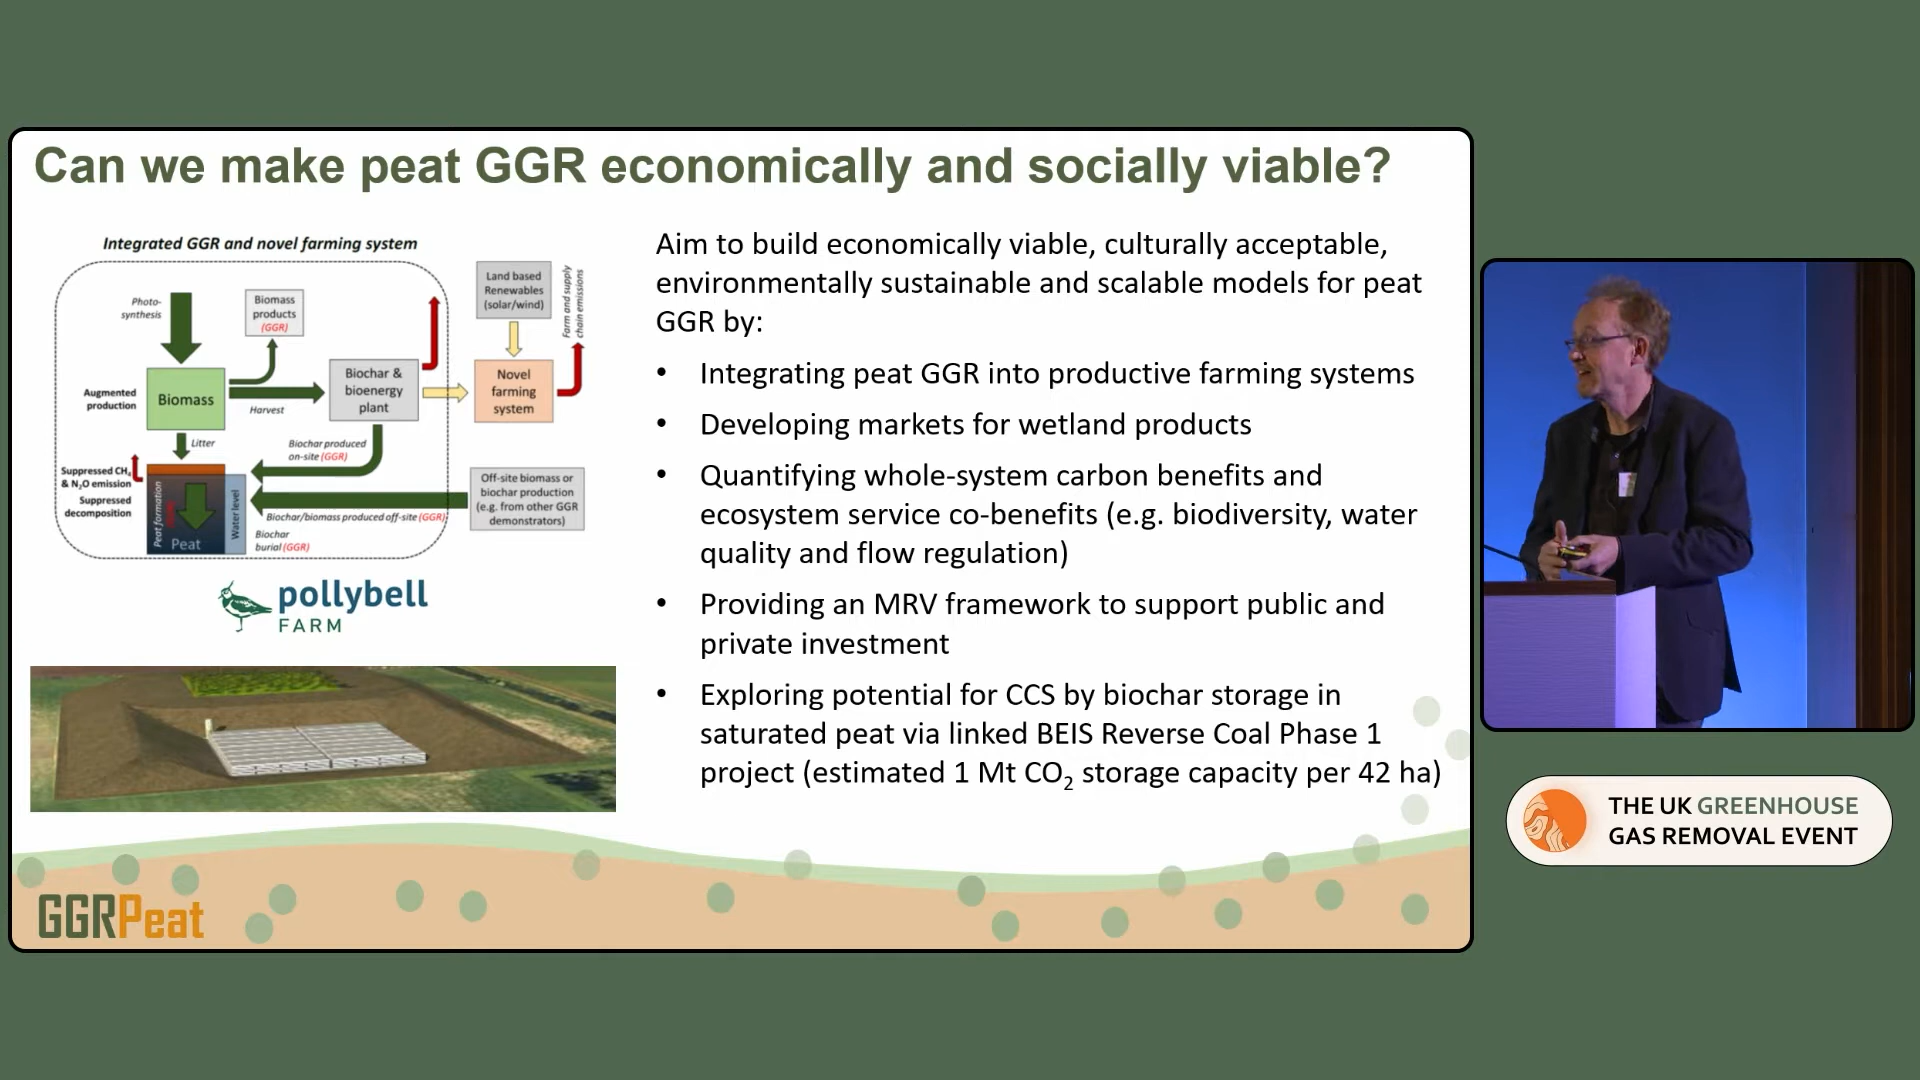 Can we make peat GGR economically and socially viable?
Integrated GGR and novel farming system
Photo-
synthesis
Biomass
products
(GGR)
Land based
Renewables
(solar/wind)
Farm and supply
chain emissions
Augmented
production
Biomass
Harvest
Biochar &
bioenergy
plant
Novel
farming
system
Litter
Biochar produced
on-site (GGR)
Suppressed CH4
& N2O emission
Suppressed
decomposition
Peat formation
Peat
Water level
Off-site biomass or
biochar production
(e.g. from other GGR
demonstrators)
Biochar/biomass produced off-site (GGR)
Biochar
burial (GGR)
pollybell
FARM
Aim to build economically viable, culturally acceptable,
environmentally sustainable and scalable models for peat
GGR by:
• Integrating peat GGR into productive farming systems
• Developing markets for wetland products
• Quantifying whole-system carbon benefits and
ecosystem service co-benefits (e.g. biodiversity, water
quality and flow regulation)
• Providing an MRV framework to support public and
private investment
• Exploring potential for CCS by biochar storage in
saturated peat via linked BEIS Reverse Coal Phase 1
project (estimated 1 Mt CO2 storage capacity per 42 ha)
GGRPeat
THE UK GREENHOUSE
GAS REMOVAL EVENT